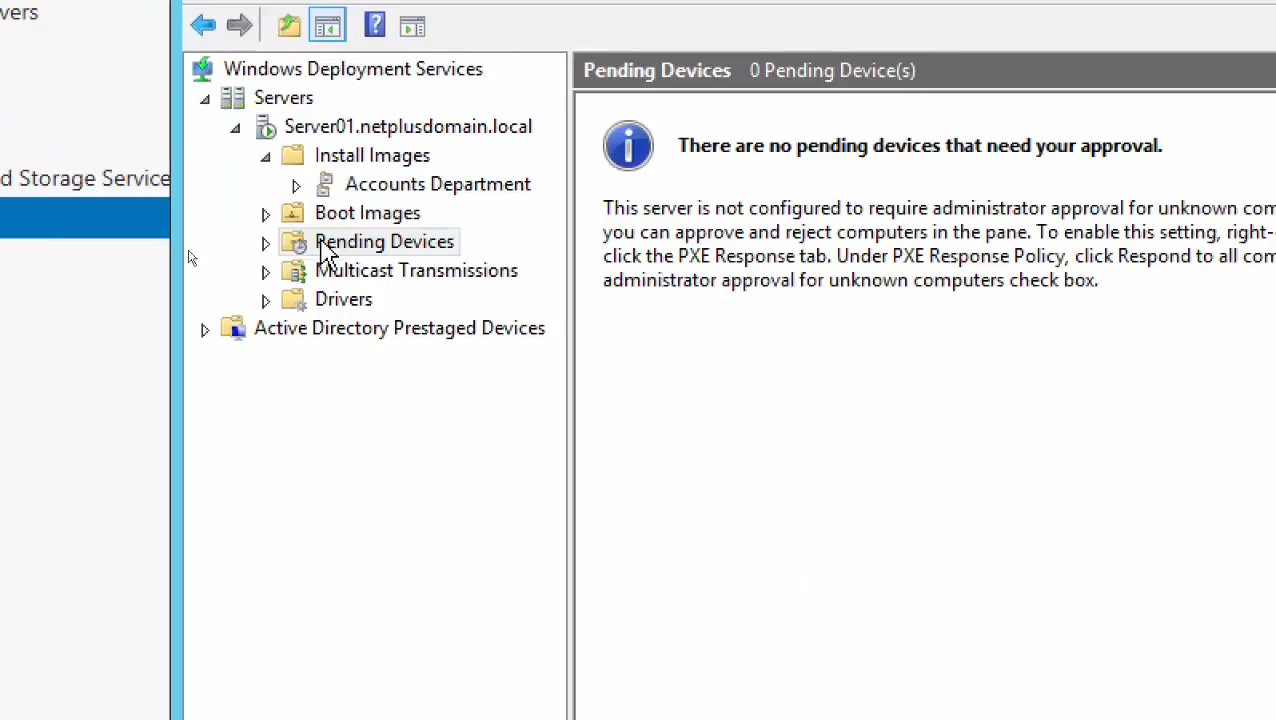 vers
d Storage Service
Windows Deployment Services
Servers
Server01.netplusdomain.local
Install Images
Accounts Department
Boot Images
Pending Devices
Multicast Transmissions
Drivers
Active Directory Prestaged Devices
Pending Devices 0 Pending Device(s)
There are no pending devices that need your approval.
This server is not configured to require administrator approval for unknown com
you can approve and reject computers in the pane. To enable this setting, right-
click the PXE Response tab. Under PXE Response Policy, click Respond to all com
administrator approval for unknown computers check box.